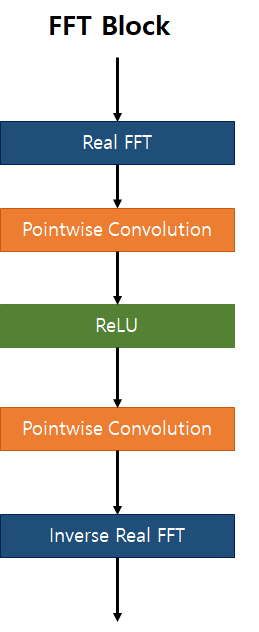 FFT Block
Real FFT
Pointwise Convolution
ReLU
Pointwise Convolution
Inverse Real FFT